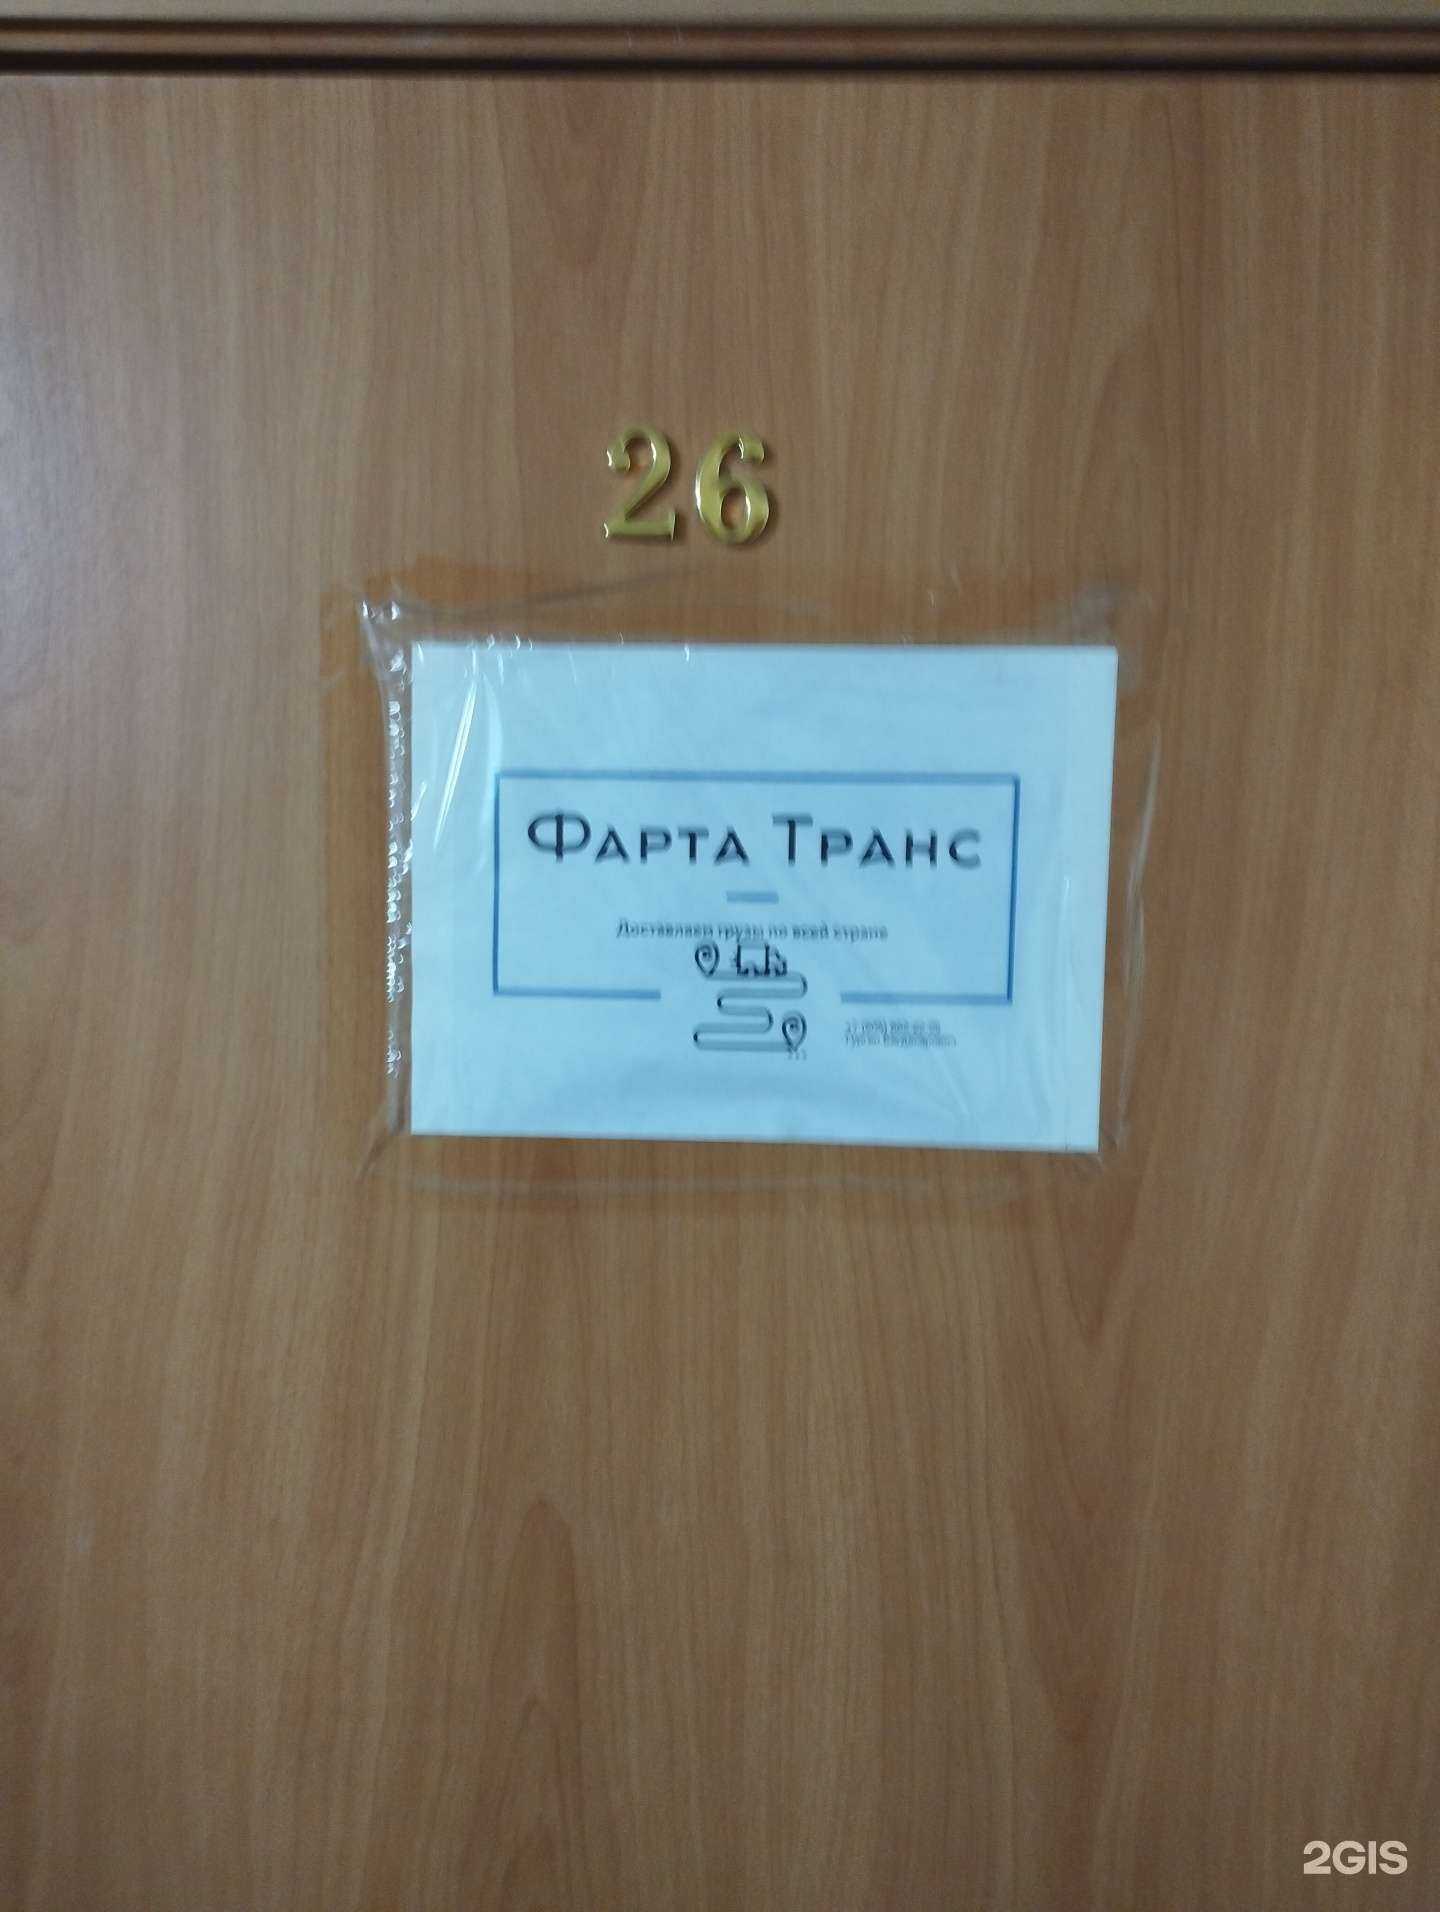 26
Фарта Транс
Доставляем грузы по всей стране
2GIS